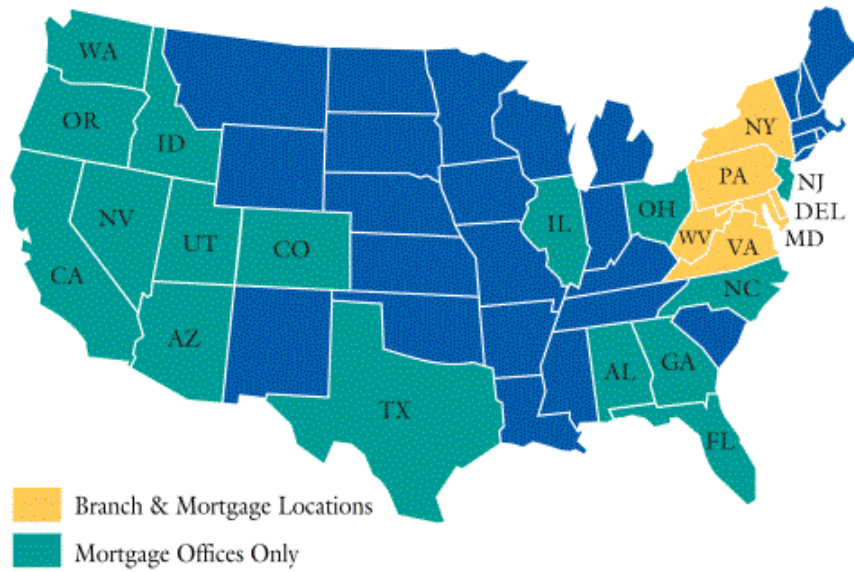 WA
OR
ID
NV
UT
CO
CA
AZ
TX
IL
OH
NY
PA
NJ
DEL
MD
WV
VA
NC
AL
GA
FL
Branch & Mortgage Locations
Mortgage Offices Only